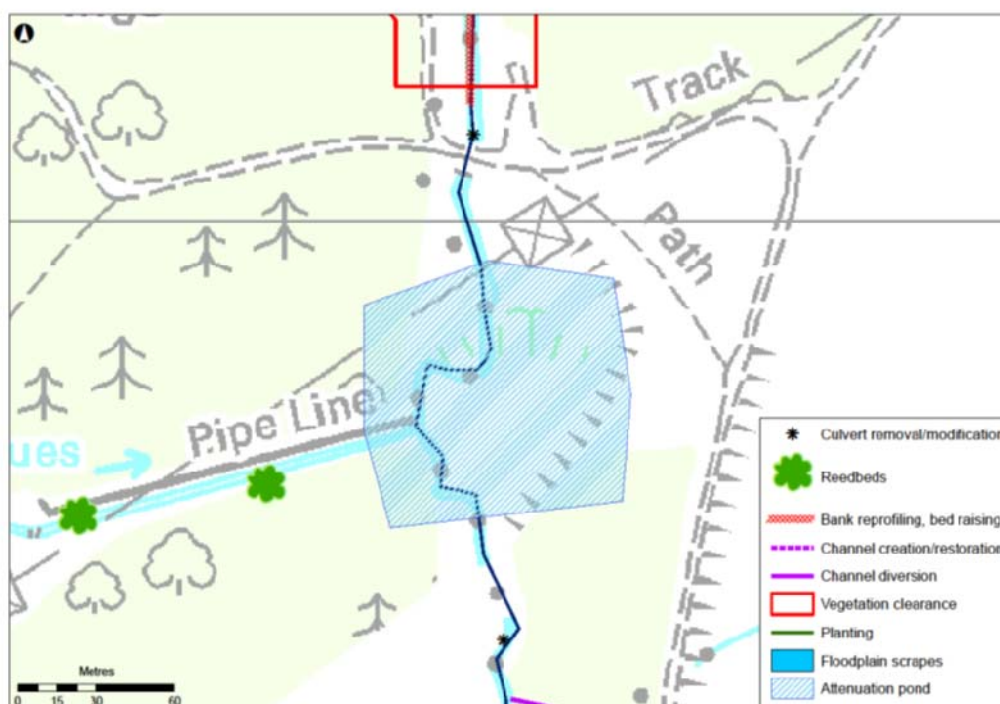 Track
Path
Pipe Line
ues
Metres
0 15 30 60
Culvert removal/modification
Reedbeds
Bank reprofiling, bed raising
Channel creation/restoration
Channel diversion
Vegetation clearance
Planting
Floodplain scrapes
Attenuation pond